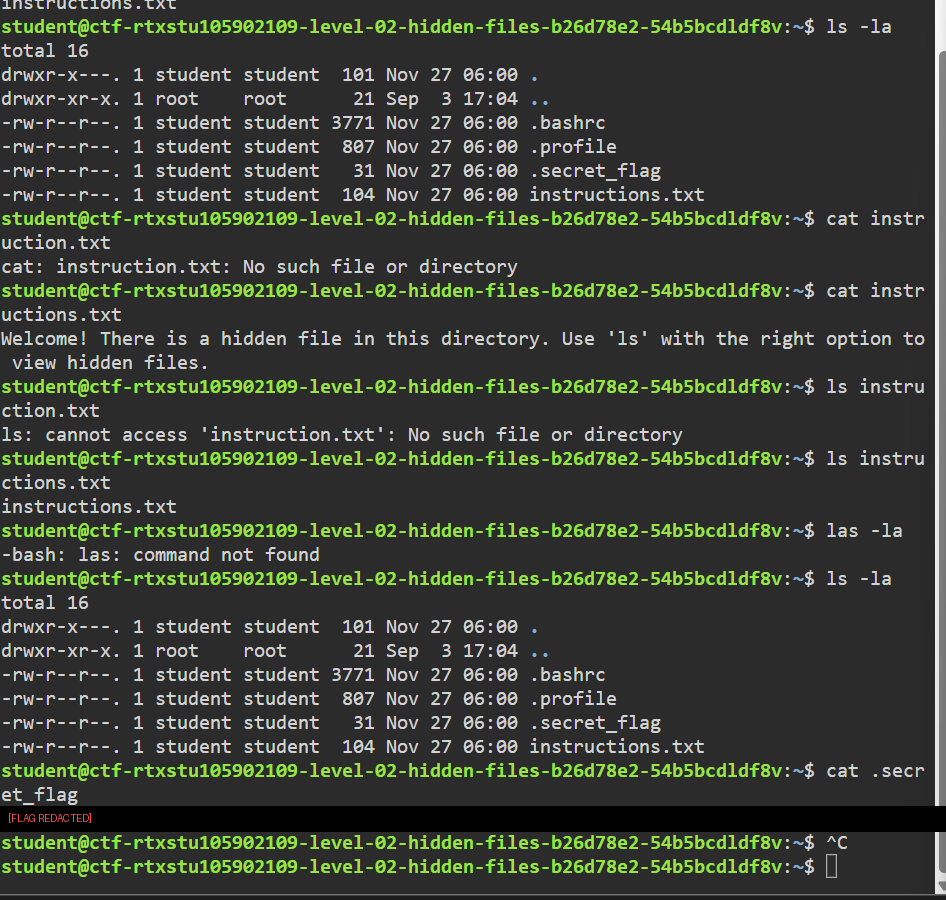 instructions.txt
student@ctf-rtxstu105902109-level-02-hidden-files-b26d78e2-54b5bcdldf8v:~$ ls -la
total 16
drwxr-x---. 1 student student  101 Nov 27 06:00 .
drwxr-xr-x. 1 root    root      21 Sep  3 17:04 ..
-rw-r--r--. 1 student student 3771 Nov 27 06:00 .bashrc
-rw-r--r--. 1 student student  807 Nov 27 06:00 .profile
-rw-r--r--. 1 student student   31 Nov 27 06:00 .secret_flag
-rw-r--r--. 1 student student  104 Nov 27 06:00 instructions.txt
student@ctf-rtxstu105902109-level-02-hidden-files-b26d78e2-54b5bcdldf8v:~$ cat instr
uction.txt
cat: instruction.txt: No such file or directory
student@ctf-rtxstu105902109-level-02-hidden-files-b26d78e2-54b5bcdldf8v:~$ cat instr
uctions.txt
Welcome! There is a hidden file in this directory. Use 'ls' with the right option to
 view hidden files.
student@ctf-rtxstu105902109-level-02-hidden-files-b26d78e2-54b5bcdldf8v:~$ ls instru
ction.txt
ls: cannot access 'instruction.txt': No such file or directory
student@ctf-rtxstu105902109-level-02-hidden-files-b26d78e2-54b5bcdldf8v:~$ ls instru
ctions.txt
instructions.txt
student@ctf-rtxstu105902109-level-02-hidden-files-b26d78e2-54b5bcdldf8v:~$ las -la
-bash: las: command not found
student@ctf-rtxstu105902109-level-02-hidden-files-b26d78e2-54b5bcdldf8v:~$ ls -la
total 16
drwxr-x---. 1 student student  101 Nov 27 06:00 .
drwxr-xr-x. 1 root    root      21 Sep  3 17:04 ..
-rw-r--r--. 1 student student 3771 Nov 27 06:00 .bashrc
-rw-r--r--. 1 student student  807 Nov 27 06:00 .profile
-rw-r--r--. 1 student student   31 Nov 27 06:00 .secret_flag
-rw-r--r--. 1 student student  104 Nov 27 06:00 instructions.txt
student@ctf-rtxstu105902109-level-02-hidden-files-b26d78e2-54b5bcdldf8v:~$ cat .secr
et_flag
[FLAG REDACTED]
student@ctf-rtxstu105902109-level-02-hidden-files-b26d78e2-54b5bcdldf8v:~$ ^C
student@ctf-rtxstu105902109-level-02-hidden-files-b26d78e2-54b5bcdldf8v:~$